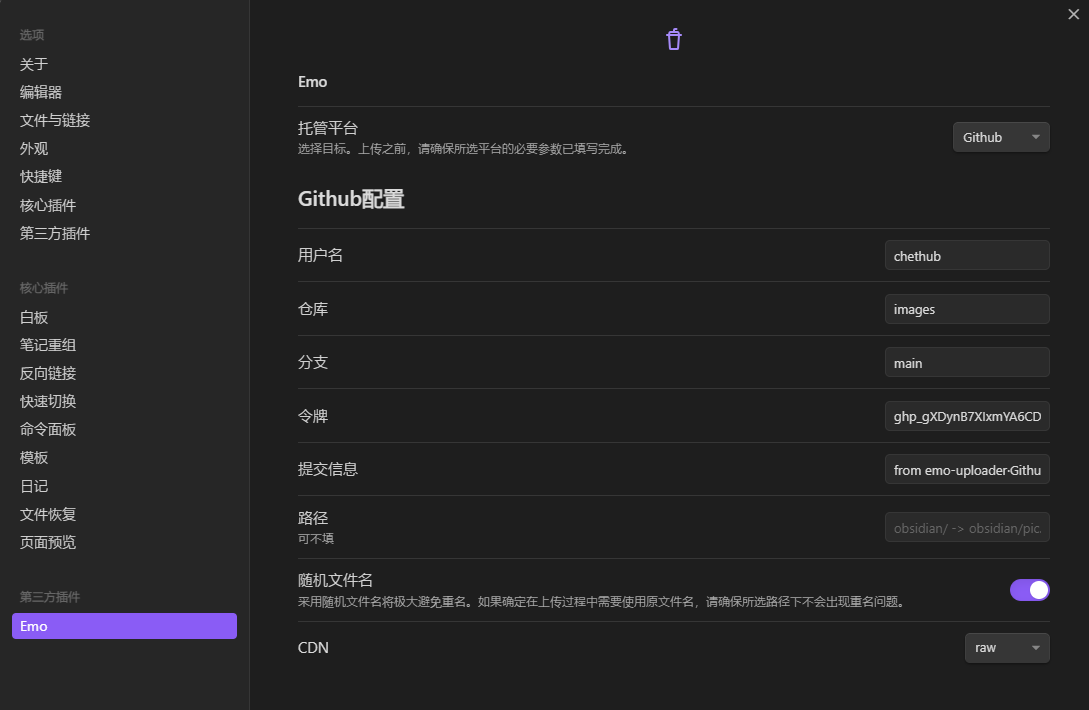 选项
关于
编辑器
文件与链接
外观
快捷键
核心插件
第三方插件
核心插件
白板
笔记重组
反向链接
快速切换
命令面板
模板
日记
文件恢复
页面预览
第三方插件
Emo
Emo
托管平台
选择目标。上传之前，请确保所选平台的必要参数已填写完成。
Github
Github配置
用户名
chethub
仓库
images
分支
main
令牌
ghp_gXDynB7XIxmYA6CD
提交信息
from emo-uploader-Githu
路径
可不填
obsidian/ -> obsidian/pic.
随机文件名
采用随机文件名将极大避免重名。如果确定在上传过程中需要使用原文件名，请确保所选路径下不会出现重名问题。
CDN
raw